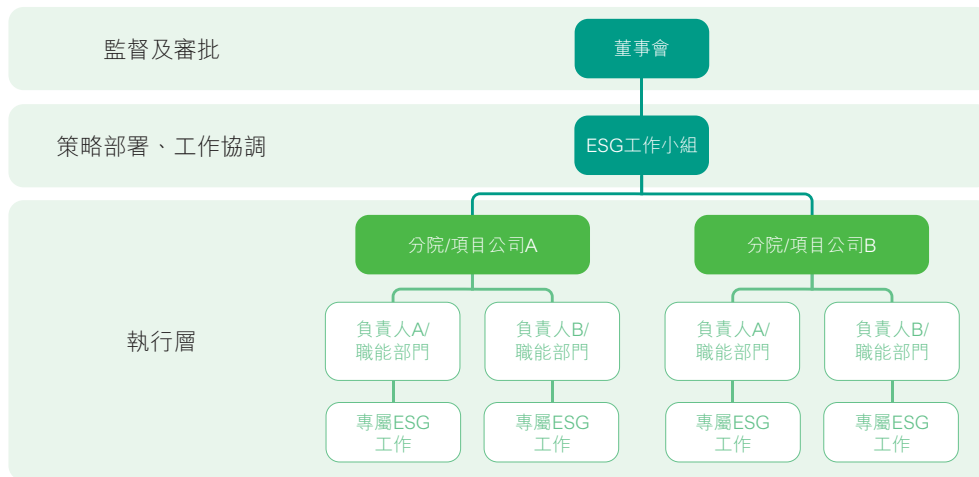 監督及審批
董事會
策略部署、工作協調
ESG工作小組
分院/項目公司A
分院/項目公司B
執行層
負責人A/
職能部門
負責人B/
職能部門
負責人A/
職能部門
負責人B/
職能部門
專屬ESG
工作
專屬ESG
工作
專屬ESG
工作
專屬ESG
工作